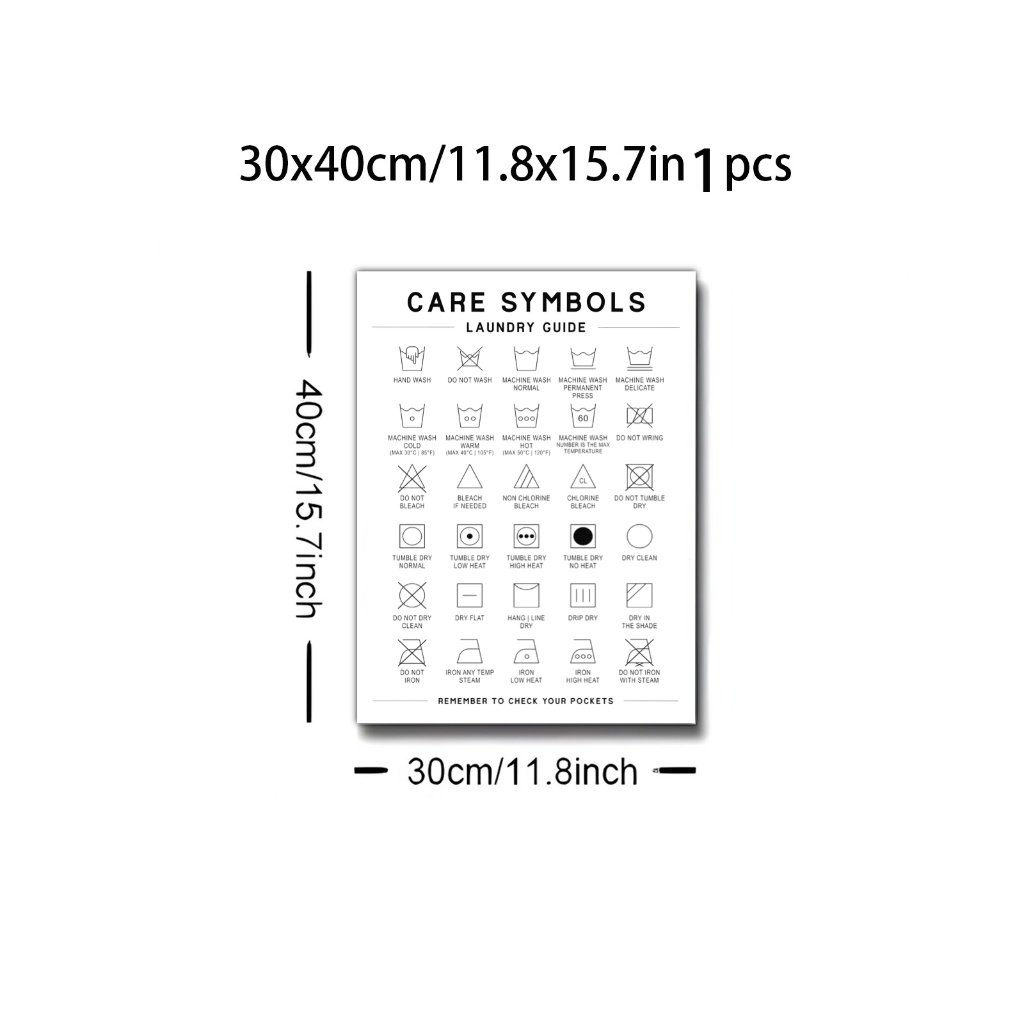 30x40cm/11.8x15.7in 1 pcs
40cm/15.7inch
CARE SYMBOLS
LAUNDRY GUIDE
HAND WASH
DO NOT WASH
MACHINE WASH
NORMAL
MACHINE WASH
PERMANENT
PRESS
MACHINE WASH
DELICATE
60
MACHINE WASH
COLD
(MAX 30°C | 85°F)
MACHINE WASH
WARM
(MAX 40°C | 105°F)
MACHINE WASH
HOT
(MAX 50°C | 120°F)
MACHINE WASH
NUMBER IS THE MAX
TEMPERATURE
DO NOT WRING
CL
DO NOT
BLEACH
BLEACH
IF NEEDED
NON CHLORINE
BLEACH
CHLORINE
BLEACH
DO NOT TUMBLE
DRY
TUMBLE DRY
NORMAL
TUMBLE DRY
LOW HEAT
TUMBLE DRY
HIGH HEAT
TUMBLE DRY
NO HEAT
DRY CLEAN
DO NOT DRY
CLEAN
DRY FLAT
HANG | LINE
DRY
DRIP DRY
DRY IN
THE SHADE
DO NOT
IRON
IRON ANY TEMP
STEAM
IRON
LOW HEAT
IRON
HIGH HEAT
DO NOT IRON
WITH STEAM
REMEMBER TO CHECK YOUR POCKETS
30cm/11.8inch